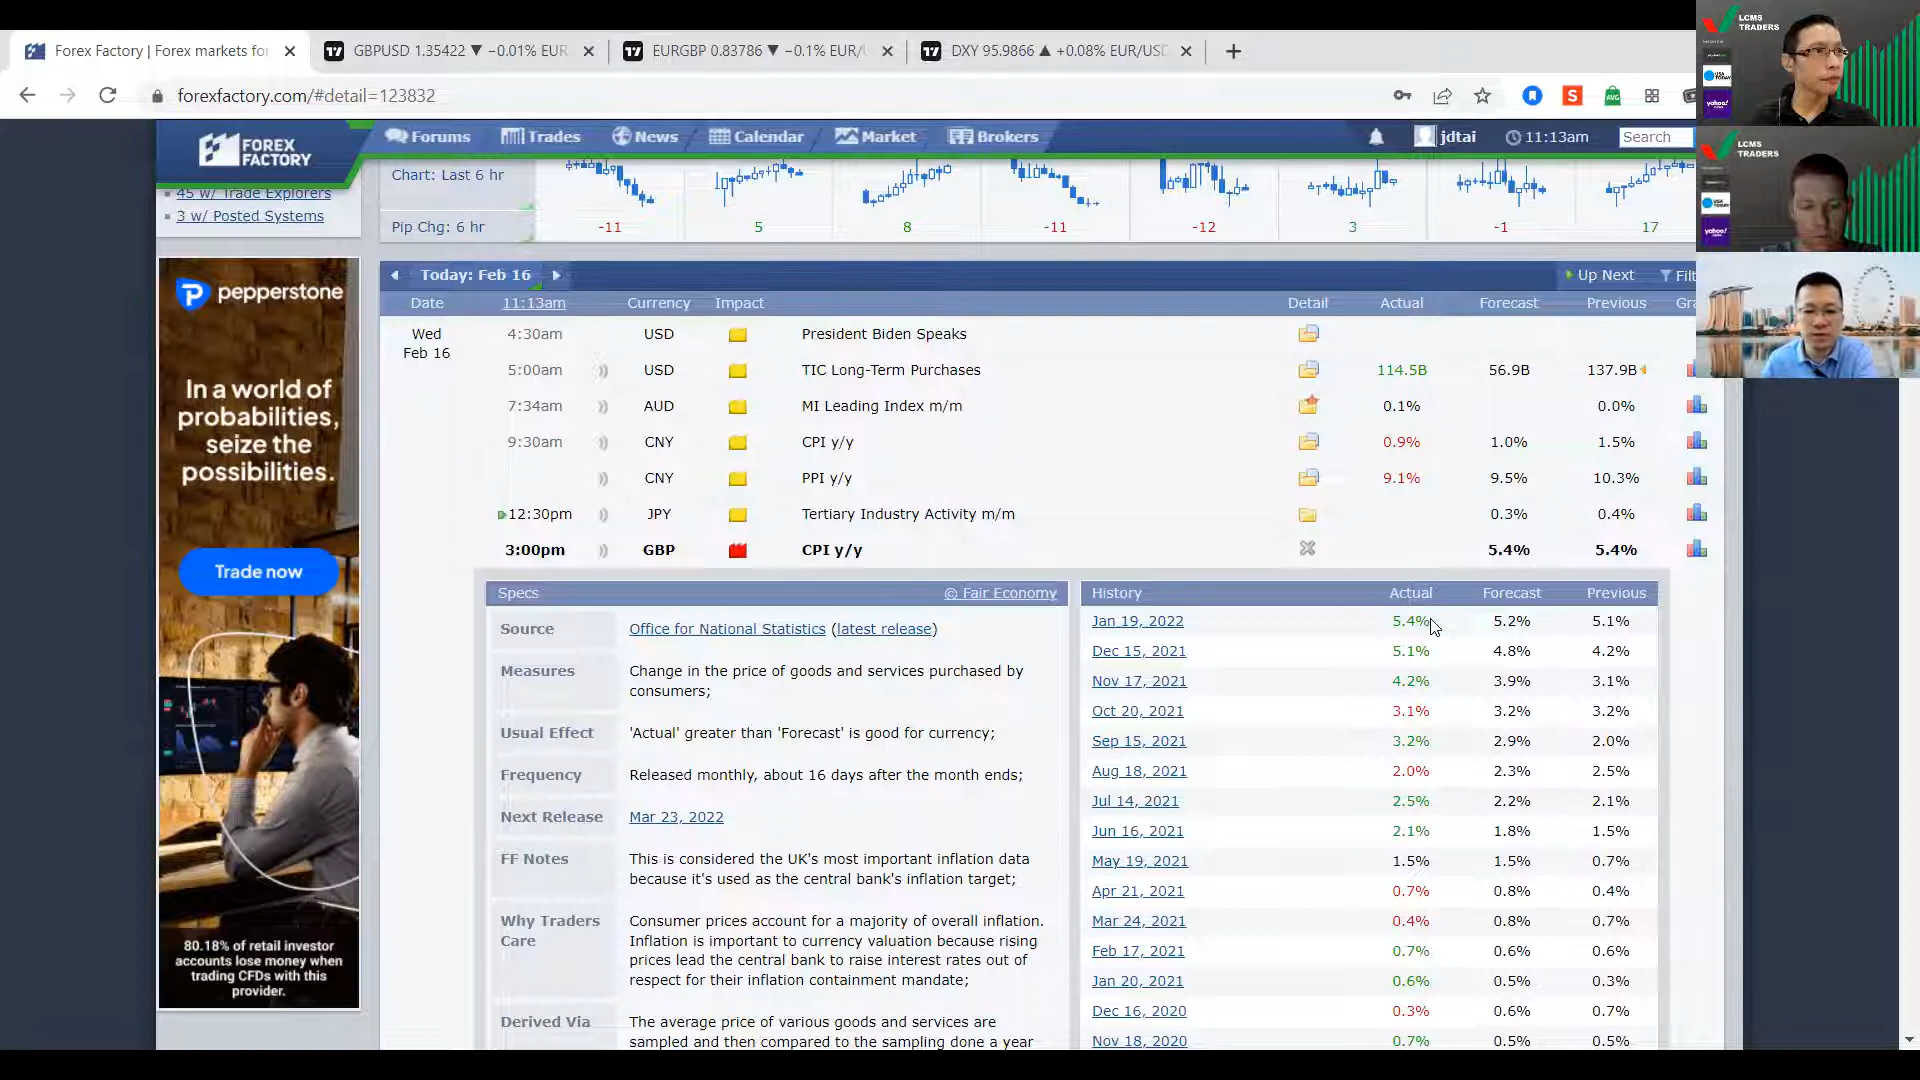 Forex Factory | Forex markets for
GBPUSD 1.35422 ▼ −0.01% EUR
EURGBP 0.83786 ▼ −0.1% EUR/
DXY 95.9866 ▲ +0.08% EUR/USD
forexfactory.com/#detail=123832
FOREX FACTORY
Forums
Trades
News
Calendar
Market
Brokers
jdtai
11:13am
Search
45 w/ Trade Explorers
3 w/ Posted Systems
Chart: Last 6 hr
Pip Chg: 6 hr -11 5 8 -11 -12 3 -1 17
Today: Feb 16
Up Next
Date 11:13am Currency Impact Detail Actual Forecast Previous
Wed Feb 16
4:30am USD President Biden Speaks
5:00am USD TIC Long-Term Purchases 114.5B 56.9B 137.9B
7:34am AUD MI Leading Index m/m 0.1% 0.0%
9:30am CNY CPI y/y 0.9% 1.0% 1.5%
CNY PPI y/y 9.1% 9.5% 10.3%
12:30pm JPY Tertiary Industry Activity m/m 0.3% 0.4%
3:00pm GBP CPI y/y 5.4% 5.4%
Specs © Fair Economy
Source Office for National Statistics (latest release)
Measures Change in the price of goods and services purchased by
consumers;
Usual Effect 'Actual' greater than 'Forecast' is good for currency;
Frequency Released monthly, about 16 days after the month ends;
Next Release Mar 23, 2022
FF Notes This is considered the UK's most important inflation data
because it's used as the central bank's inflation target;
Why Traders Care Consumer prices account for a majority of overall inflation.
Inflation is important to currency valuation because rising
prices lead the central bank to raise interest rates out of
respect for their inflation containment mandate;
Derived Via The average price of various goods and services are
sampled and then compared to the sampling done a year
History Actual Forecast Previous
Jan 19, 2022 5.4% 5.2% 5.1%
Dec 15, 2021 5.1% 4.8% 4.2%
Nov 17, 2021 4.2% 3.9% 3.1%
Oct 20, 2021 3.1% 3.2% 3.2%
Sep 15, 2021 3.2% 2.9% 2.0%
Aug 18, 2021 2.0% 2.3% 2.5%
Jul 14, 2021 2.5% 2.2% 2.1%
Jun 16, 2021 2.1% 1.8% 1.5%
May 19, 2021 1.5% 1.5% 0.7%
Apr 21, 2021 0.7% 0.8% 0.4%
Mar 24, 2021 0.4% 0.8% 0.7%
Feb 17, 2021 0.7% 0.6% 0.6%
Jan 20, 2021 0.6% 0.5% 0.3%
Dec 16, 2020 0.3% 0.6% 0.7%
Nov 18, 2020 0.7% 0.5% 0.5%
pepperstone
In a world of
probabilities,
seize the
possibilities.
Trade now
80.18% of retail investor
accounts lose money when
trading CFDs with this
provider.
LCMS
TRADERS
USA TODAY
yahoo!
LCMS
TRADERS
USA TODAY
yahoo!